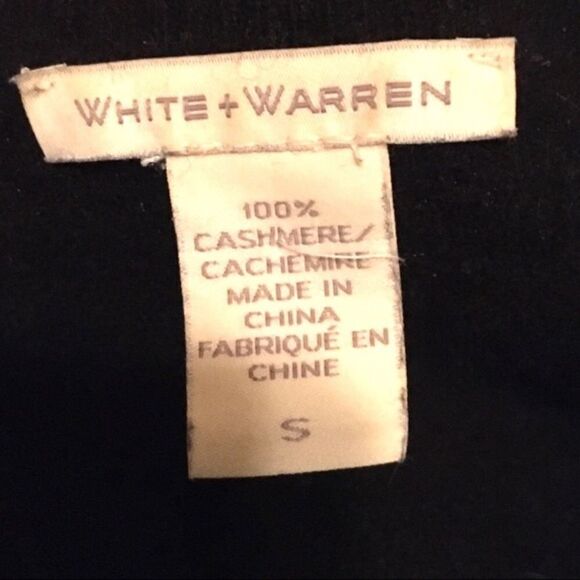 WHITE + WARREN
100%
CASHMERE/
CACHEMIRE
MADE IN
CHINA
FABRIQUÉ EN
CHINE
S